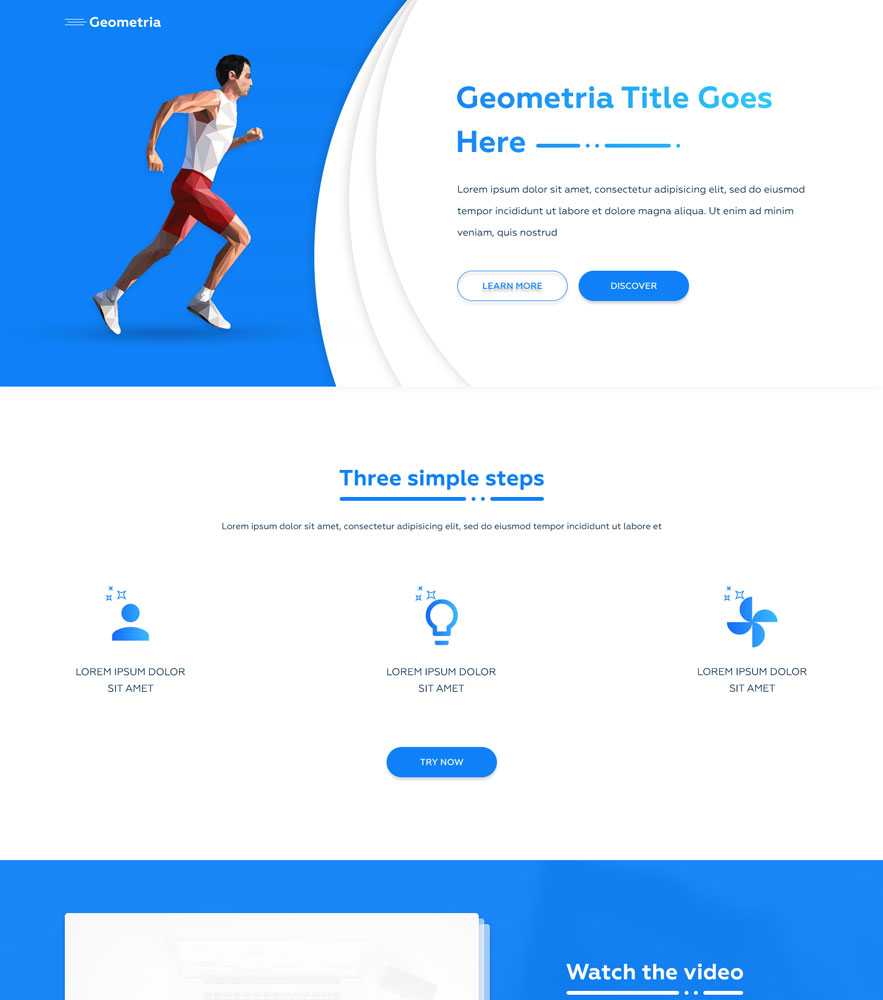 Geometria
Geometria Title Goes
Here
Lorem ipsum dolor sit amet, consectetur adipisicing elit, sed do eiusmod
tempor incididunt ut labore et dolore magna aliqua. Ut enim ad minim
veniam, quis nostrud
LEARN MORE
DISCOVER
Three simple steps
Lorem ipsum dolor sit amet, consectetur adipisicing elit, sed do eiusmod tempor incididunt ut labore et
LOREM IPSUM DOLOR
SIT AMET
LOREM IPSUM DOLOR
SIT AMET
LOREM IPSUM DOLOR
SIT AMET
TRY NOW
Watch the video